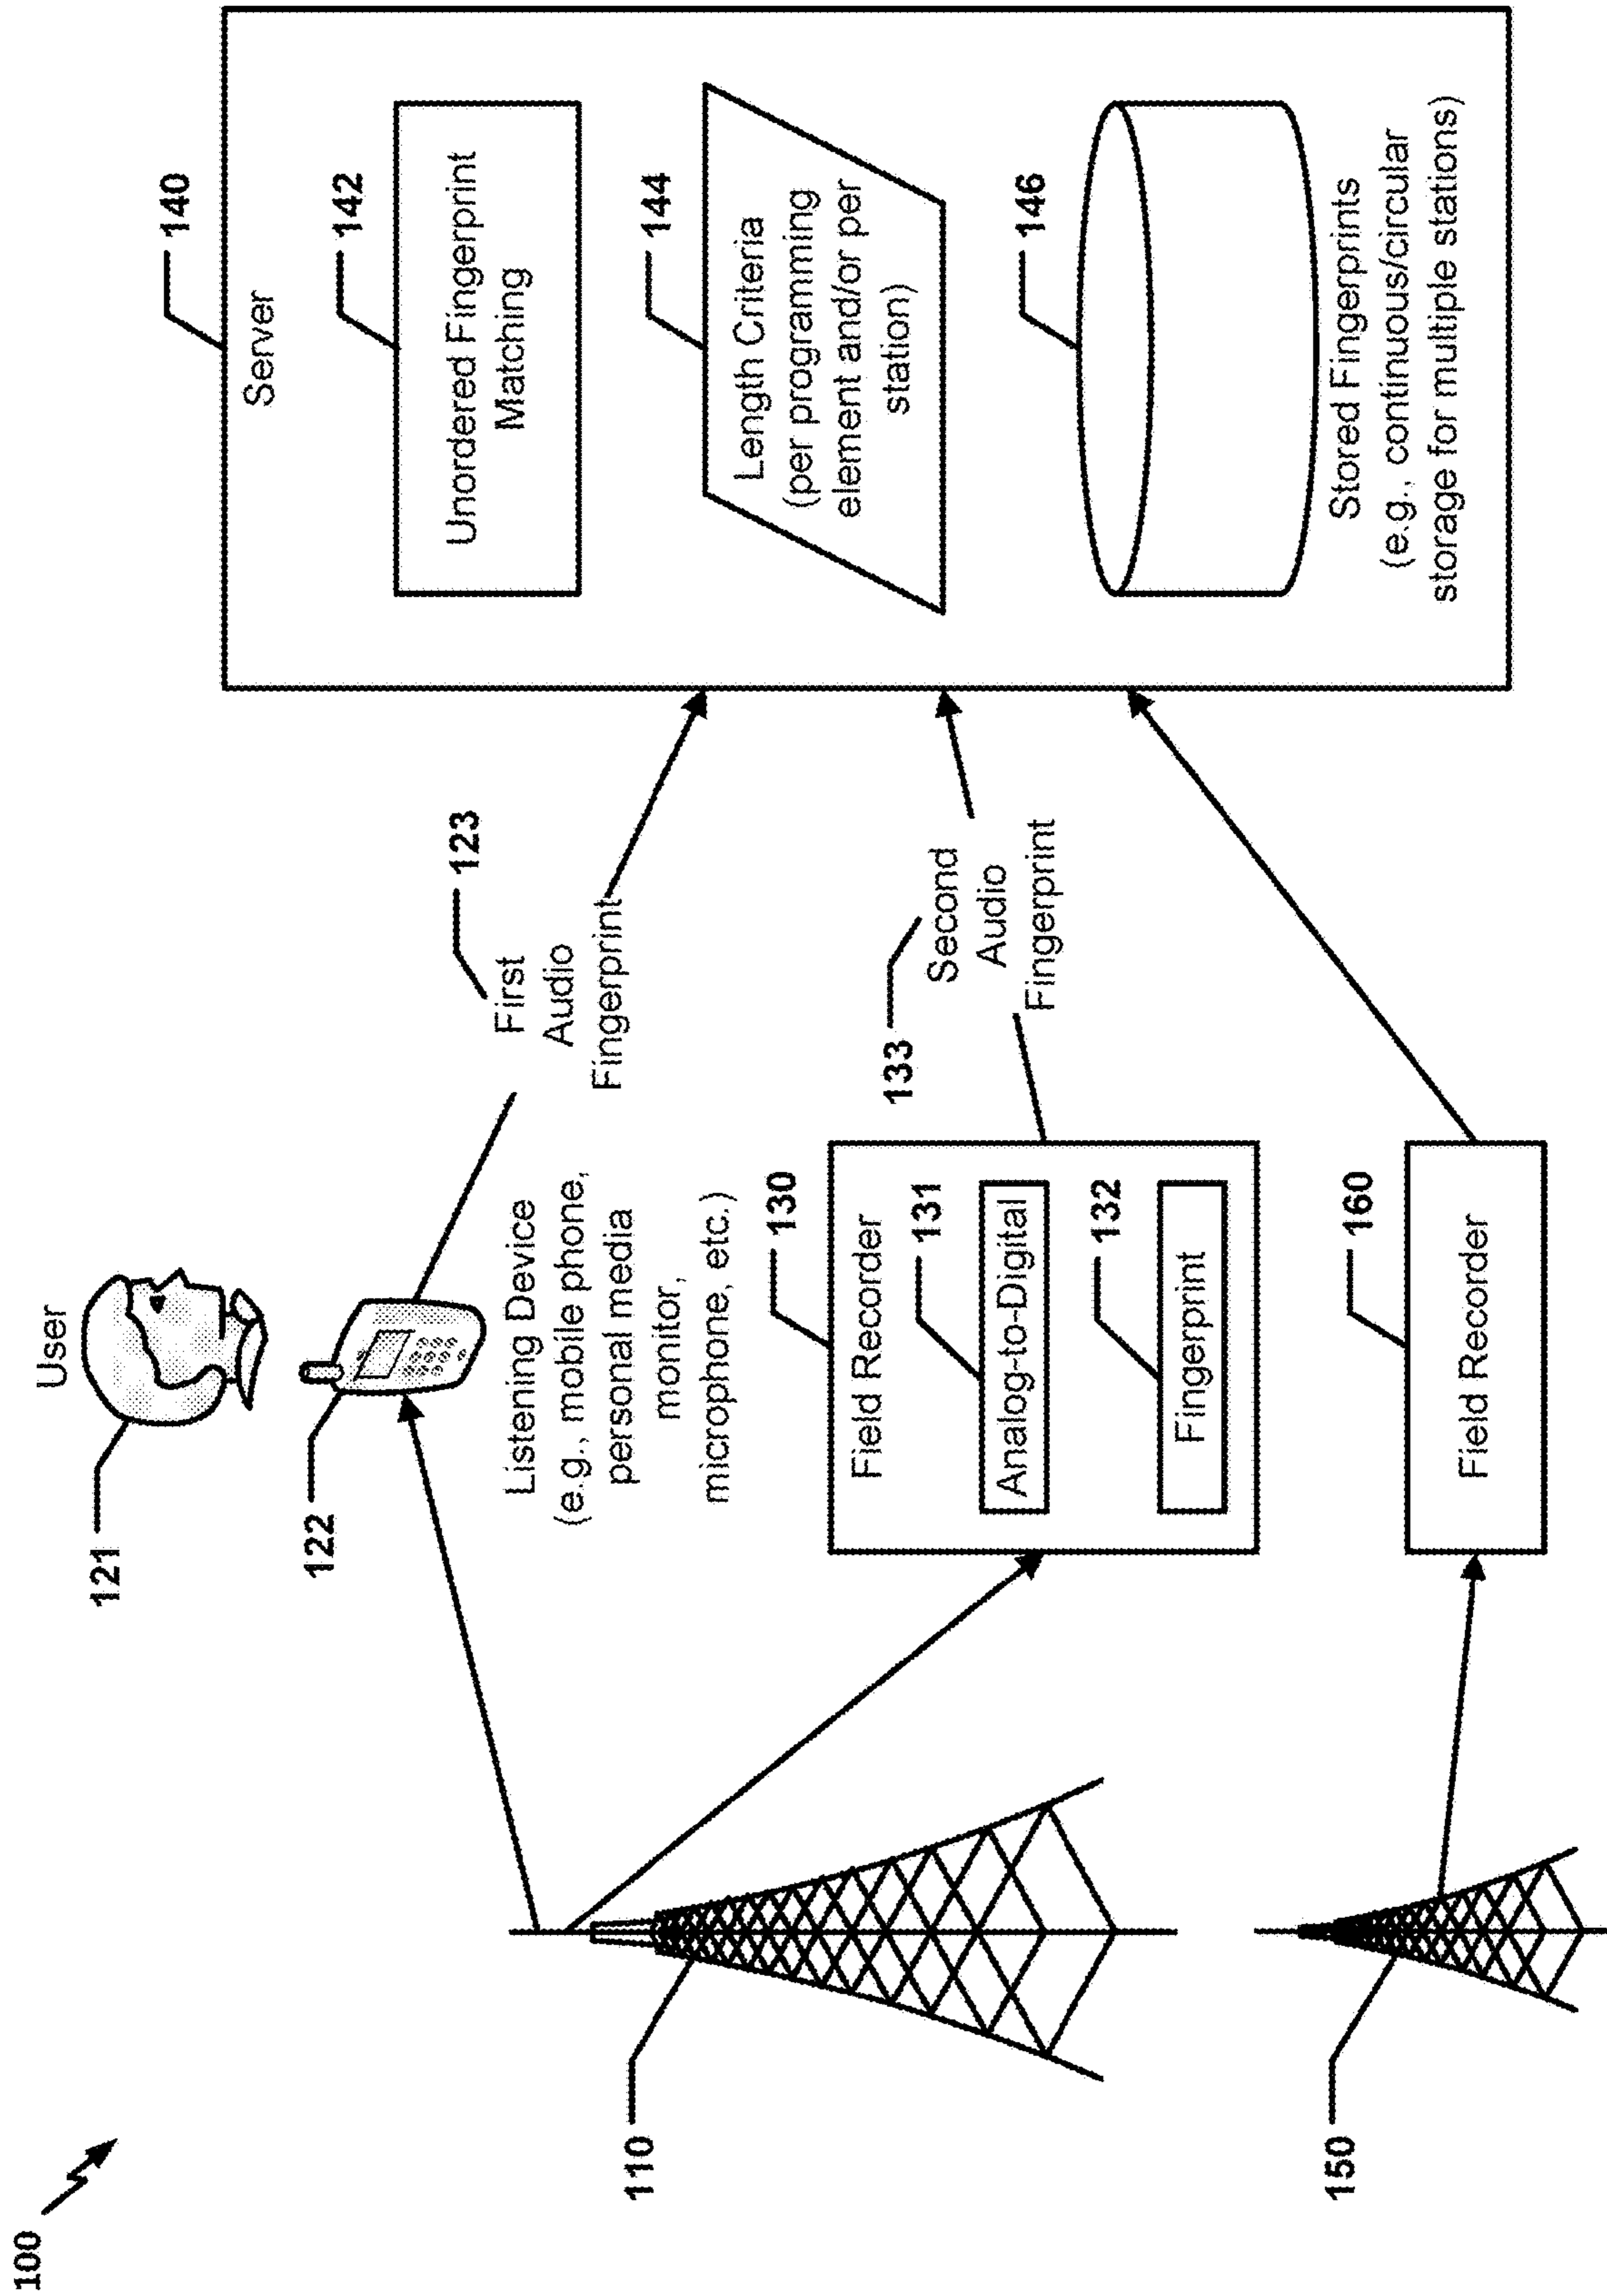 100
110
150
User
121
122
Listening Device
(e.g., mobile phone,
personal media
monitor,
microphone, etc.)
130
Field Recorder
131
Analog-to-Digital
132
Fingerprint
160
Field Recorder
123
First
Audio
Fingerprint
133
Second
Audio
Fingerprint
140
Server
142
Unordered Fingerprint
Matching
144
Length Criteria
(per programming
element and/or per
station)
146
Stored Fingerprints
(e.g., continuous/circular
storage for multiple stations)